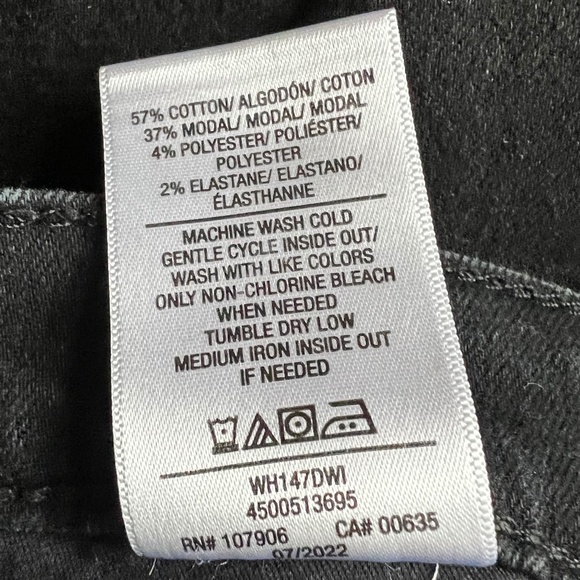 57% COTTON/ ALGODÓN/ COTON
37% MODAL/ MODAL/ MODAL
4% POLYESTER/ POLIÉSTER/
POLYESTER
2% ELASTANE/ ELASTANO/
ÉLASTHANNE
MACHINE WASH COLD
GENTLE CYCLE INSIDE OUT/
WASH WITH LIKE COLORS
ONLY NON-CHLORINE BLEACH
WHEN NEEDED
TUMBLE DRY LOW
MEDIUM IRON INSIDE OUT
IF NEEDED
WH147DWI
4500513695
RN# 107906 CA# 00635
07/2022